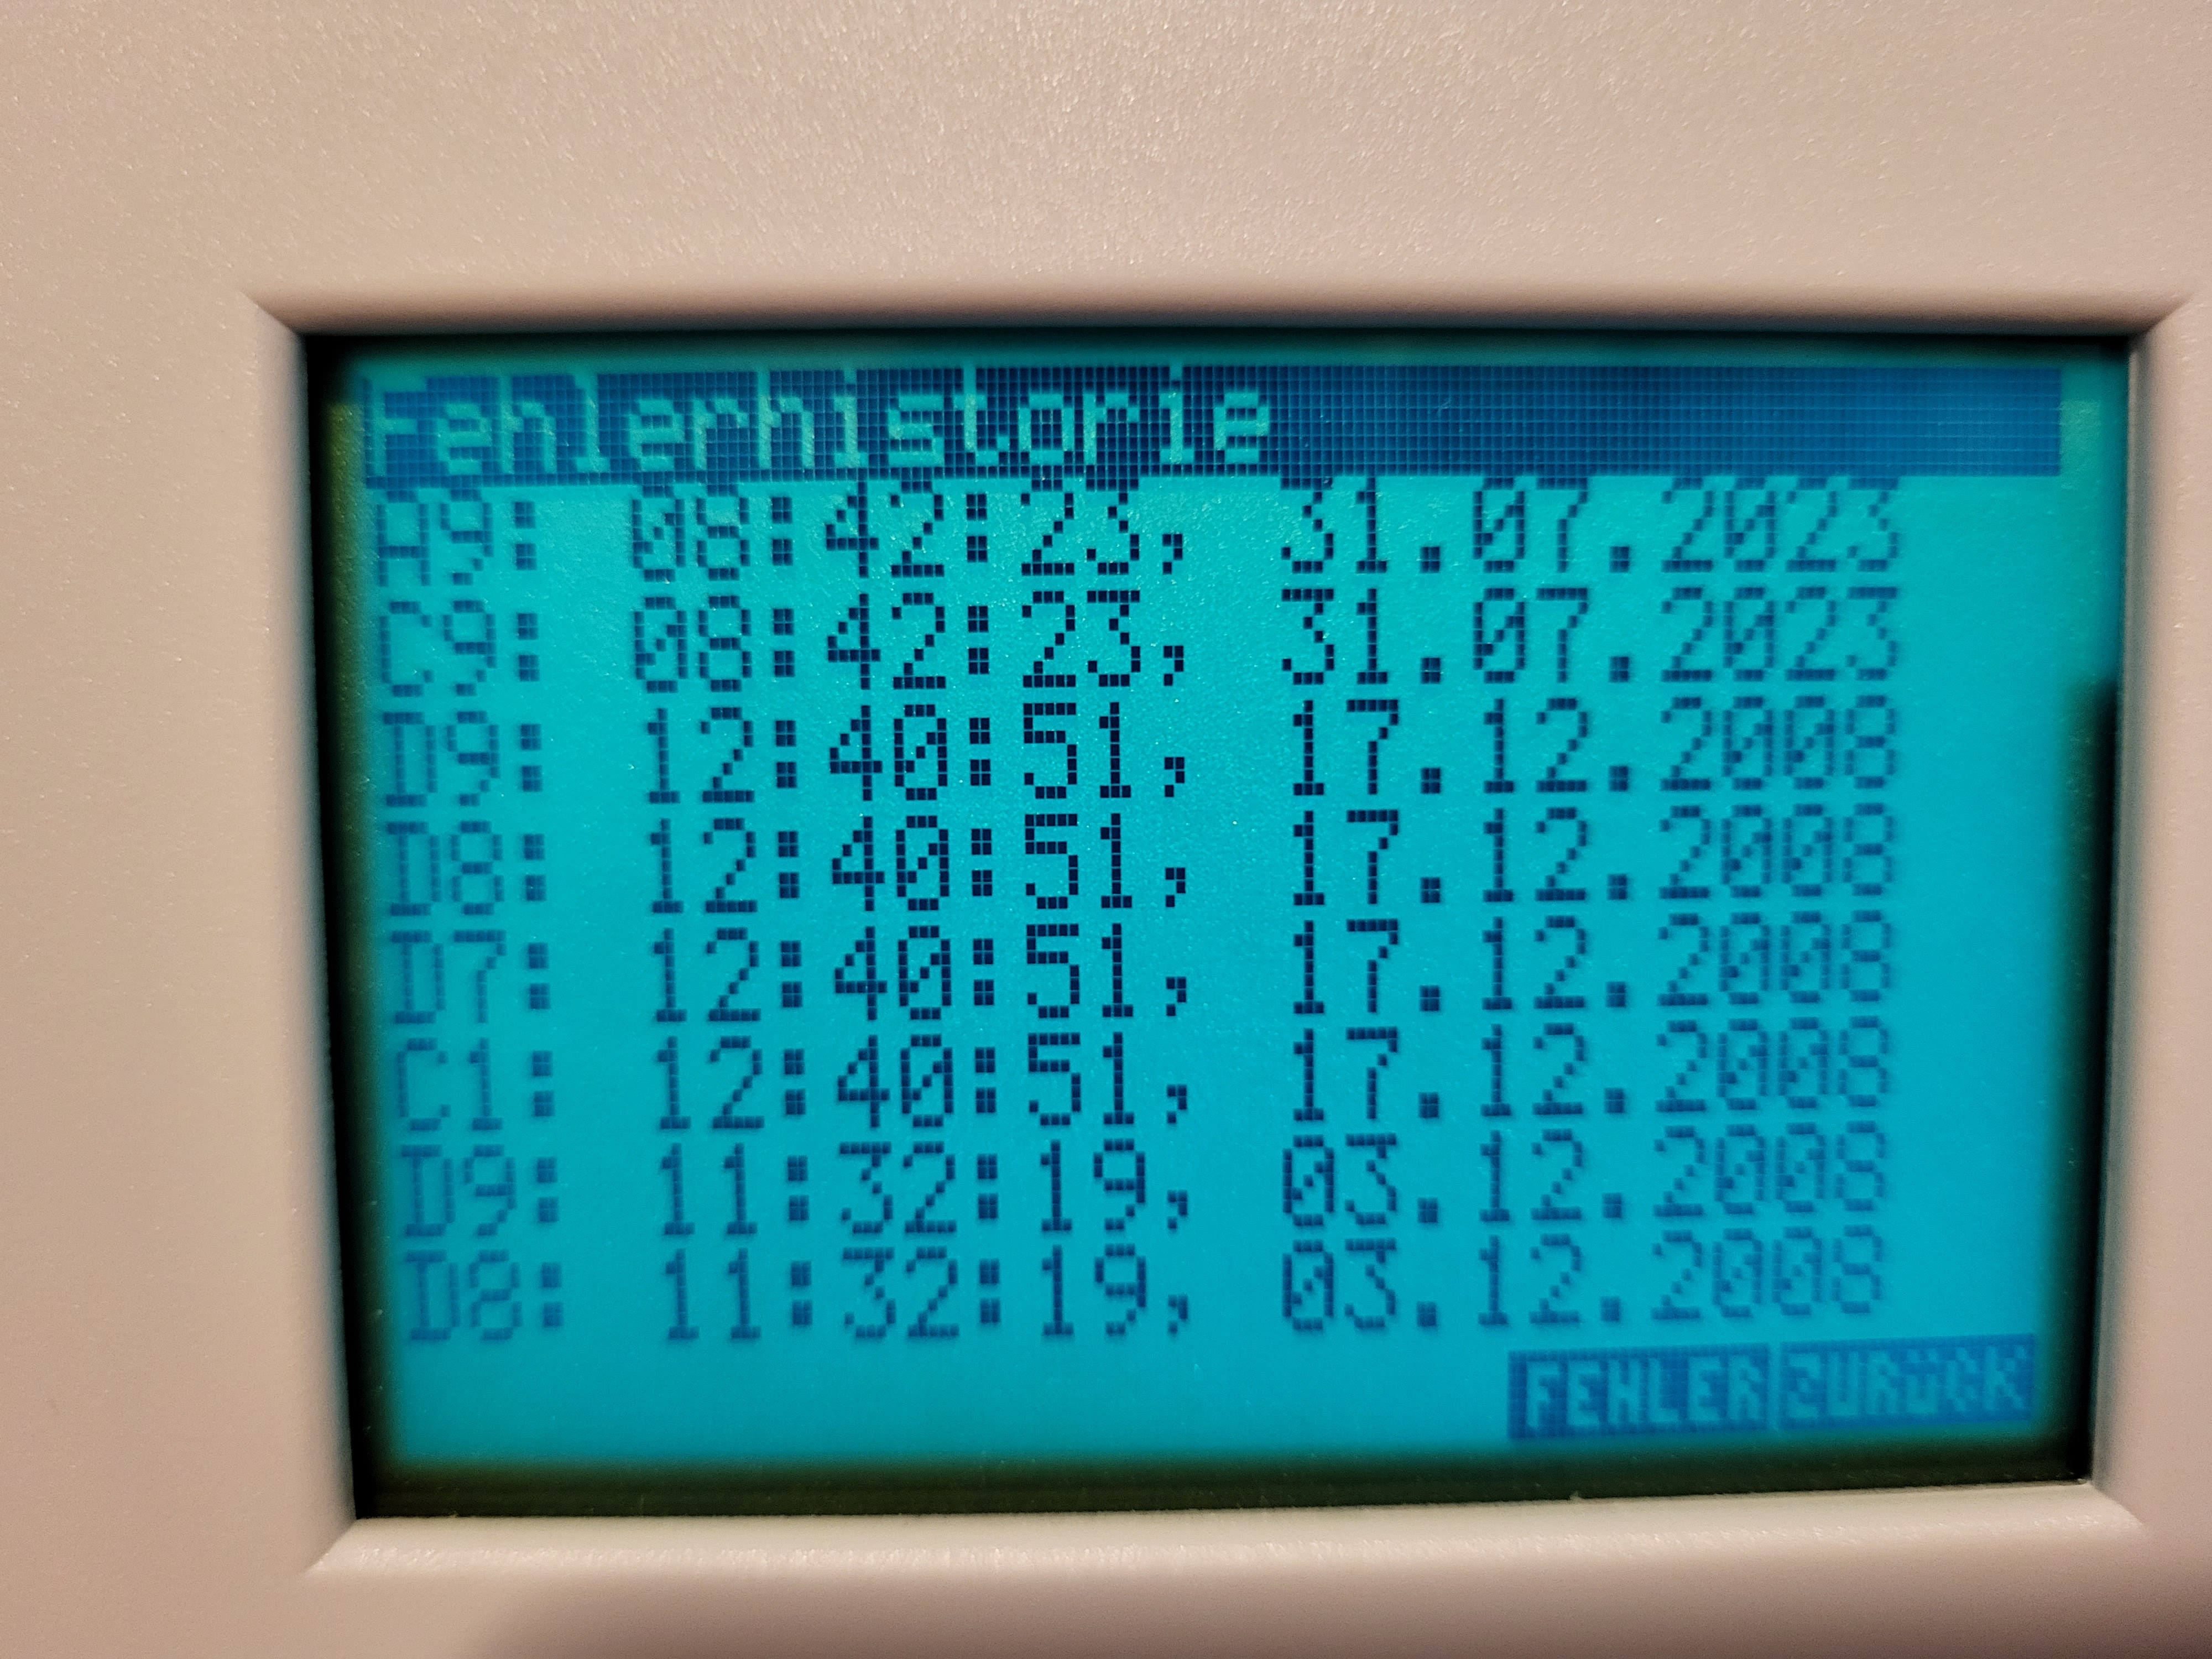 Fehlerhistorie
A9: 08:42:23, 31.07.2023
C9: 08:42:23, 31.07.2023
D9: 12:40:51, 17.12.2008
D8: 12:40:51, 17.12.2008
D7: 12:40:51, 17.12.2008
C1: 12:40:51, 17.12.2008
D9: 11:32:19, 03.12.2008
D8: 11:32:19, 03.12.2008
FEHLER ZURÜCK